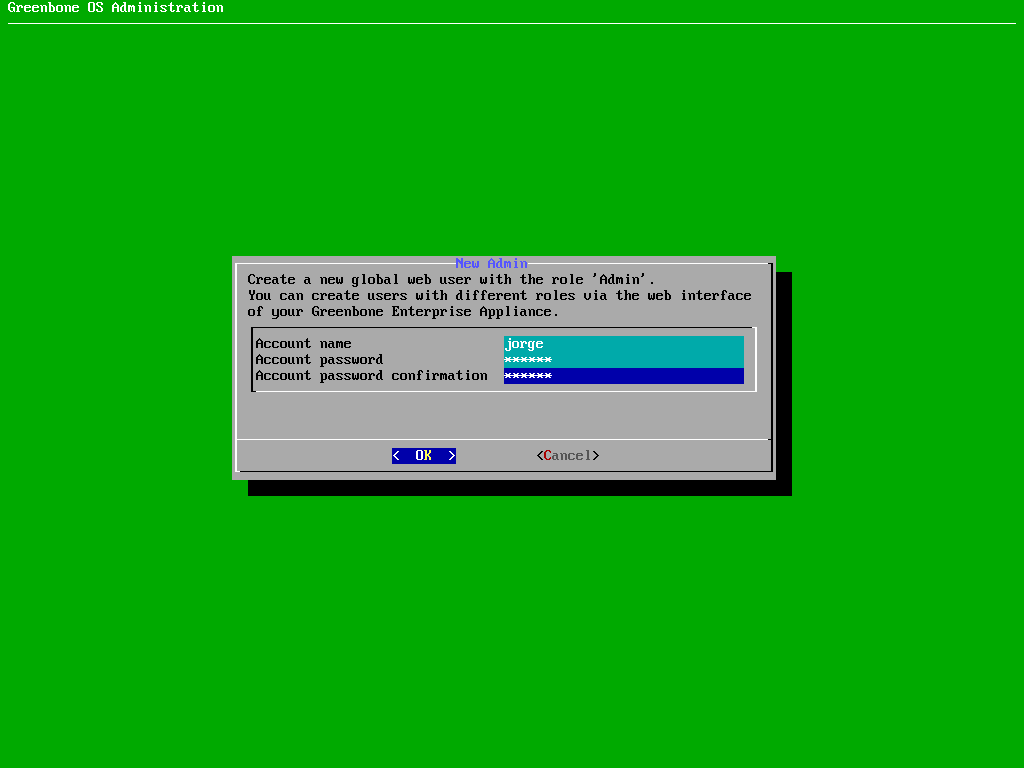 Greenbone OS Administration
New Admin
Create a new global web user with the role 'Admin'.
You can create users with different roles via the web interface
of your Greenbone Enterprise Appliance.
Account name jorge
Account password ******
Account password confirmation ******
< OK > <Cancel>